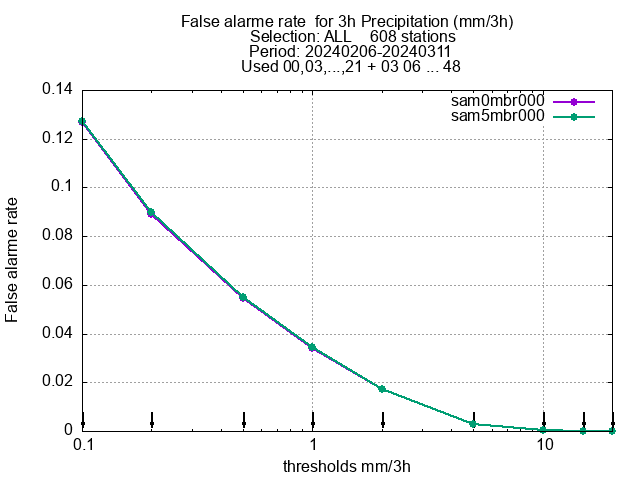 False alarme rate  for 3h Precipitation (mm/3h)
Selection: ALL    608 stations
Period: 20240206-20240311
Used 00,03,...,21 + 03 06 ... 48
sam0mbr000
sam5mbr000
0.14
0.12
0.1
0.08
0.06
0.04
0.02
0
False alarme rate
0.1 1 10
thresholds mm/3h